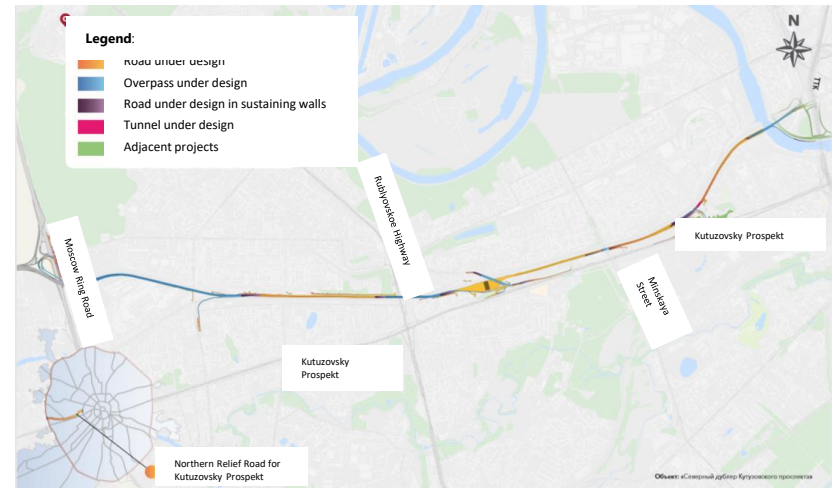 Legend:
Road under design
Overpass under design
Road under design in sustaining walls
Tunnel under design
Adjacent projects
N
ТТК
Rublyovskoe Highway
Moscow Ring Road
Kutuzovsky Prospekt
Minskaya
Street
Kutuzovsky
Prospekt
Northern Relief Road for
Kutuzovsky Prospekt
Объект: «Северный дублер Кутузовского проспекта»